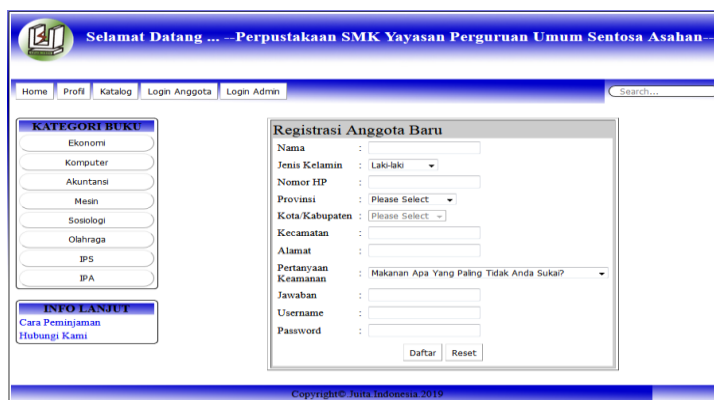 Selamat Datang ... --Perpustakaan SMK Yayasan Perguruan Umum Sentosa Asahan--
Home Profil Katalog Login Anggota Login Admin Search...
KATEGORI BUKU
Ekonomi
Komputer
Akuntansi
Mesin
Sosiologi
Olahraga
IPS
IPA
INFO LANJUT
Cara Peminjaman
Hubungi Kami
Registrasi Anggota Baru
Nama :
Jenis Kelamin : Laki-laki
Nomor HP :
Provinsi : Please Select
Kota/Kabupaten : Please Select
Kecamatan :
Alamat :
Pertanyaan
Keamanan : Makanan Apa Yang Paling Tidak Anda Sukai?
Jawaban :
Username :
Password :
Daftar Reset
Copyright© Juita.Indonesia.2019